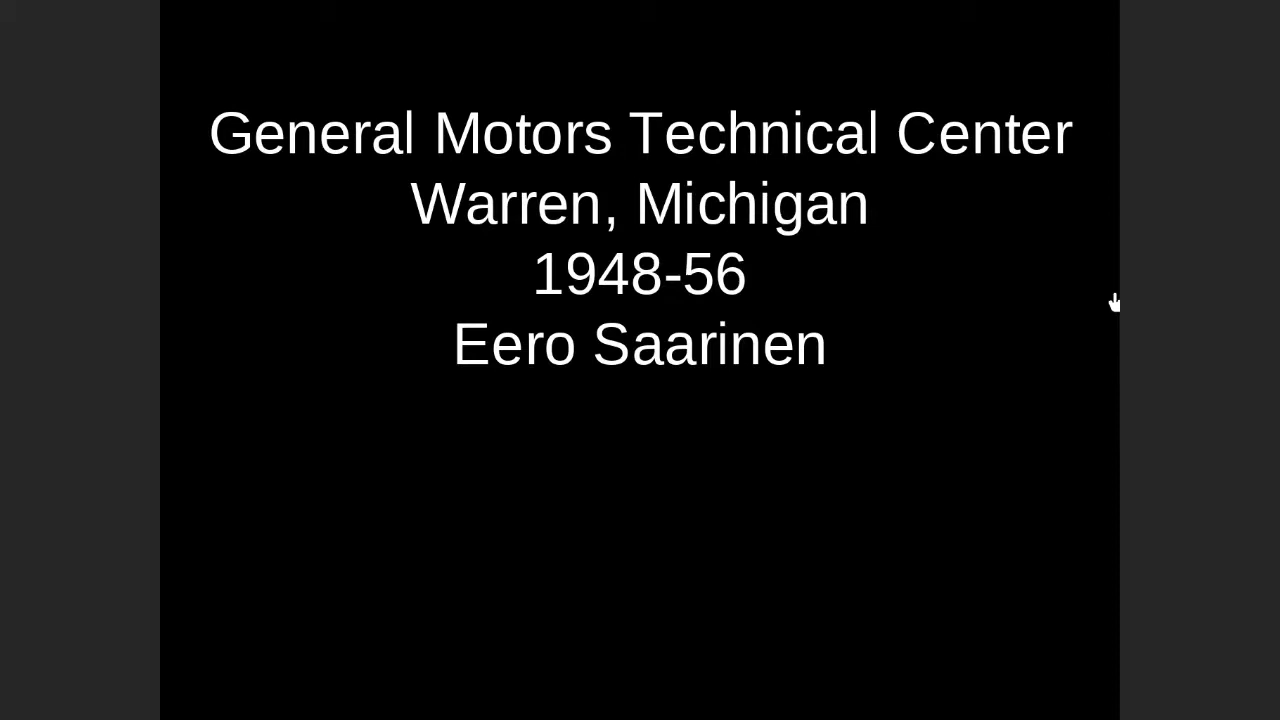 General Motors Technical Center
Warren, Michigan
1948-56
Eero Saarinen